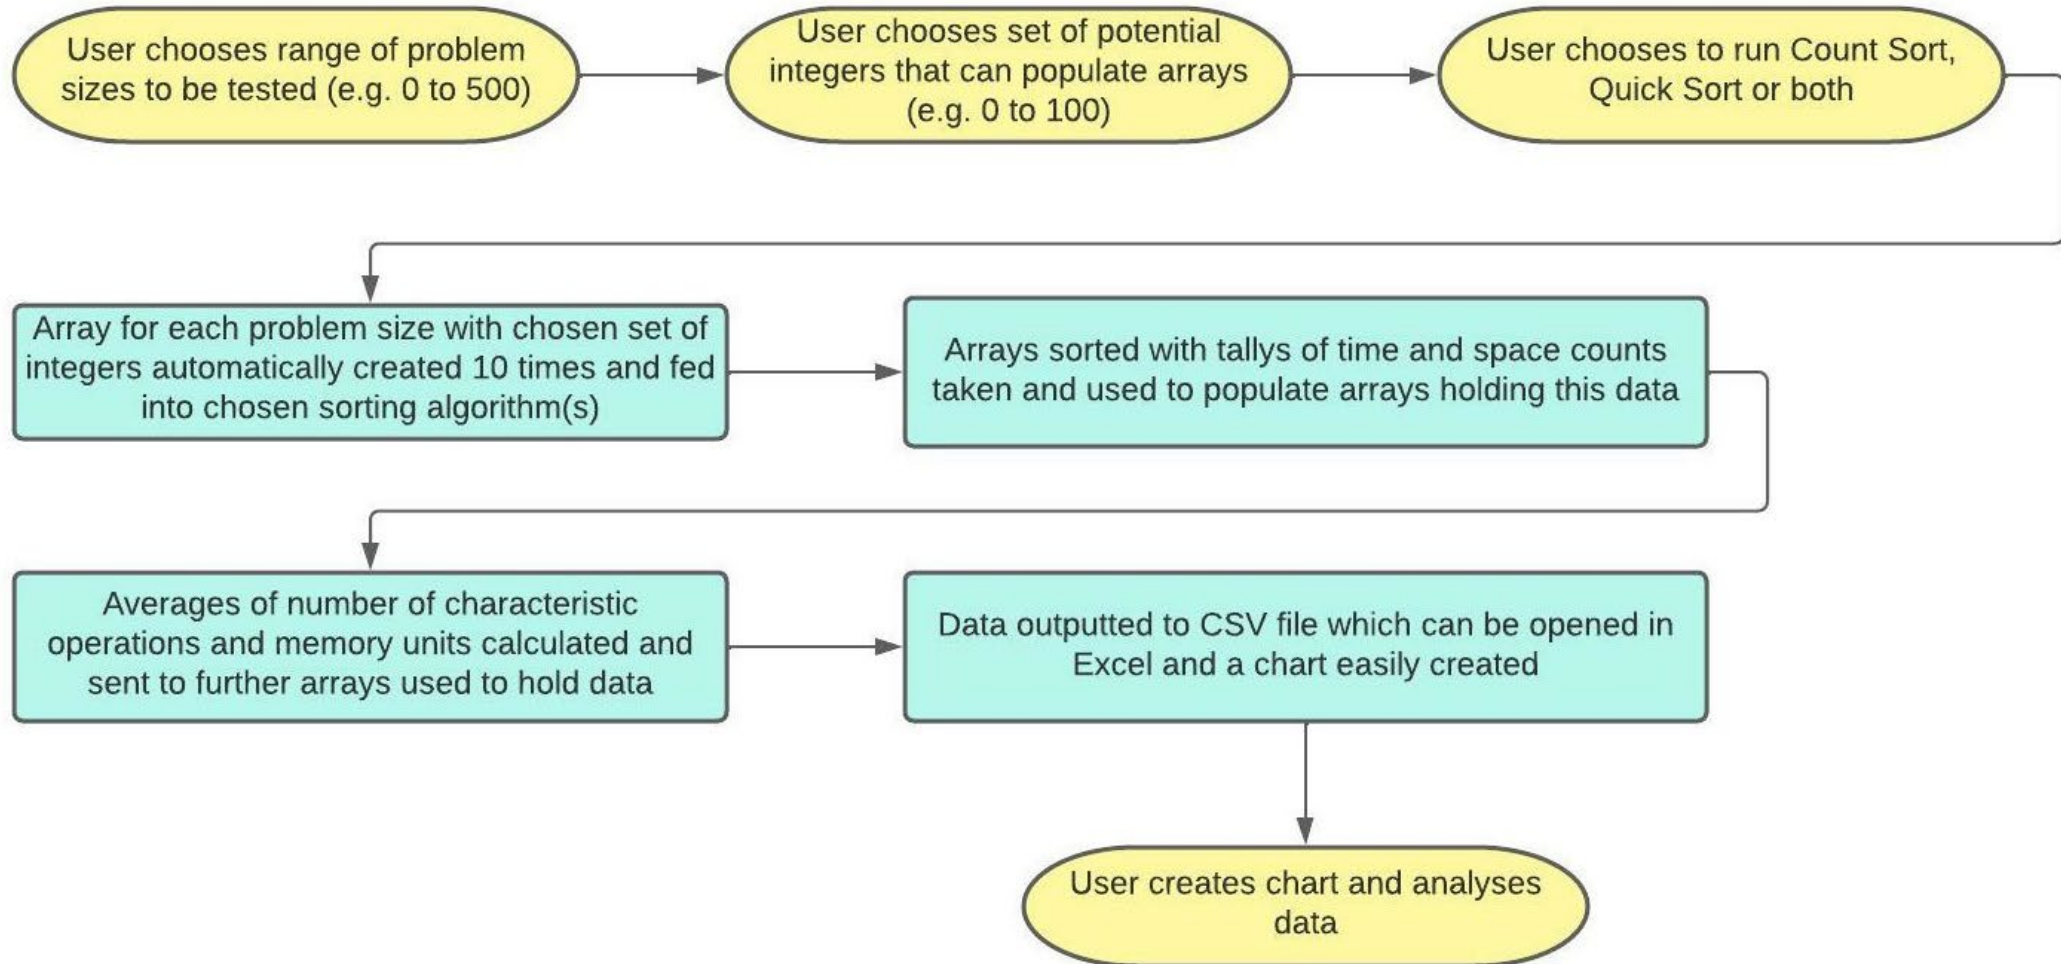 User chooses range of problem
sizes to be tested (e.g. 0 to 500)
User chooses set of potential
integers that can populate arrays
(e.g. 0 to 100)
User chooses to run Count Sort,
Quick Sort or both
Array for each problem size with chosen set of
integers automatically created 10 times and fed
into chosen sorting algorithm(s)
Arrays sorted with tallys of time and space counts
taken and used to populate arrays holding this data
Averages of number of characteristic
operations and memory units calculated and
sent to further arrays used to hold data
Data outputted to CSV file which can be opened in
Excel and a chart easily created
User creates chart and analyses
data